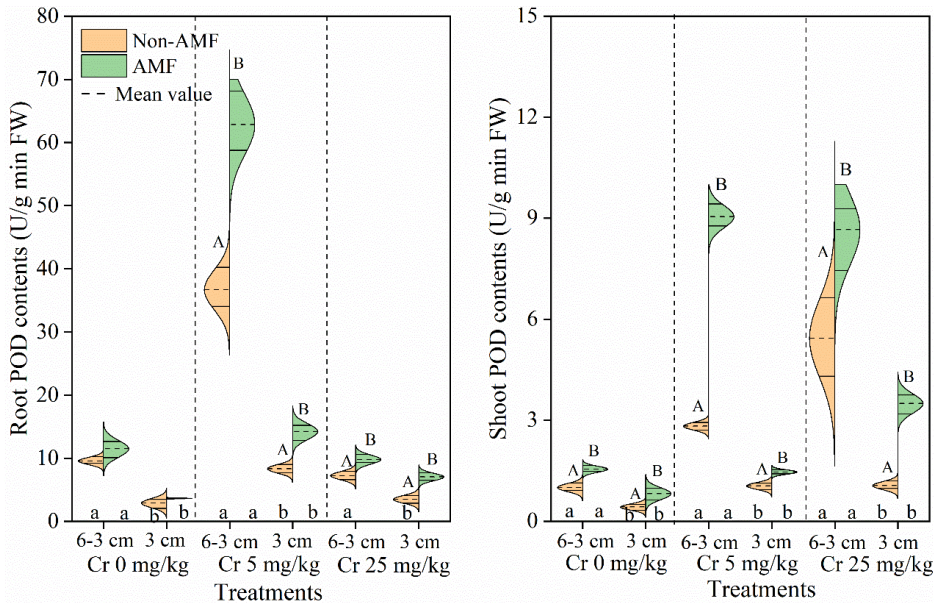 Root POD contents (U/g min FW)
80
70
60
50
40
30
20
10
0
Non-AMF
AMF
Mean value
A
B
A
B
A
B
A
B
a a b b a a b b a b
6-3 cm 3 cm 6-3 cm 3 cm 6-3 cm 3 cm
Cr 0 mg/kg Cr 5 mg/kg Cr 25 mg/kg
Treatments
Shoot POD contents (U/g min FW)
15
12
9
6
3
0
A
B
A
B
A
B
A
B
A
B
A
B
a a b b a a b b a a b b
6-3 cm 3 cm 6-3 cm 3 cm 6-3 cm 3 cm
Cr 0 mg/kg Cr 5 mg/kg Cr 25 mg/kg
Treatments